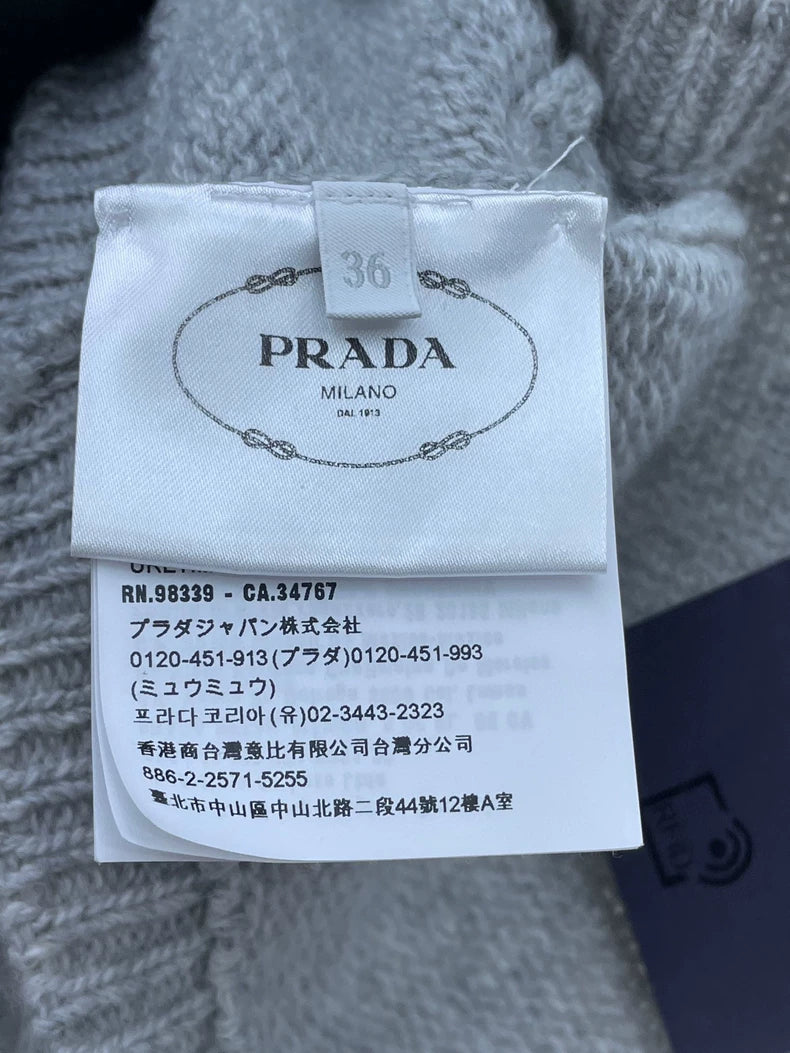 36
PRADA
MILANO
DAL 1913
RN.98339 - CA.34767
プラダジャパン株式会社
0120-451-913(プラダ)0120-451-993
(ミュウミュウ)
프라다코리아(유)02-3443-2323
香港商台灣意比有限公司台灣分公司
886-2-2571-5255
臺北市中山區中山北路二段44號12樓A室
RFID